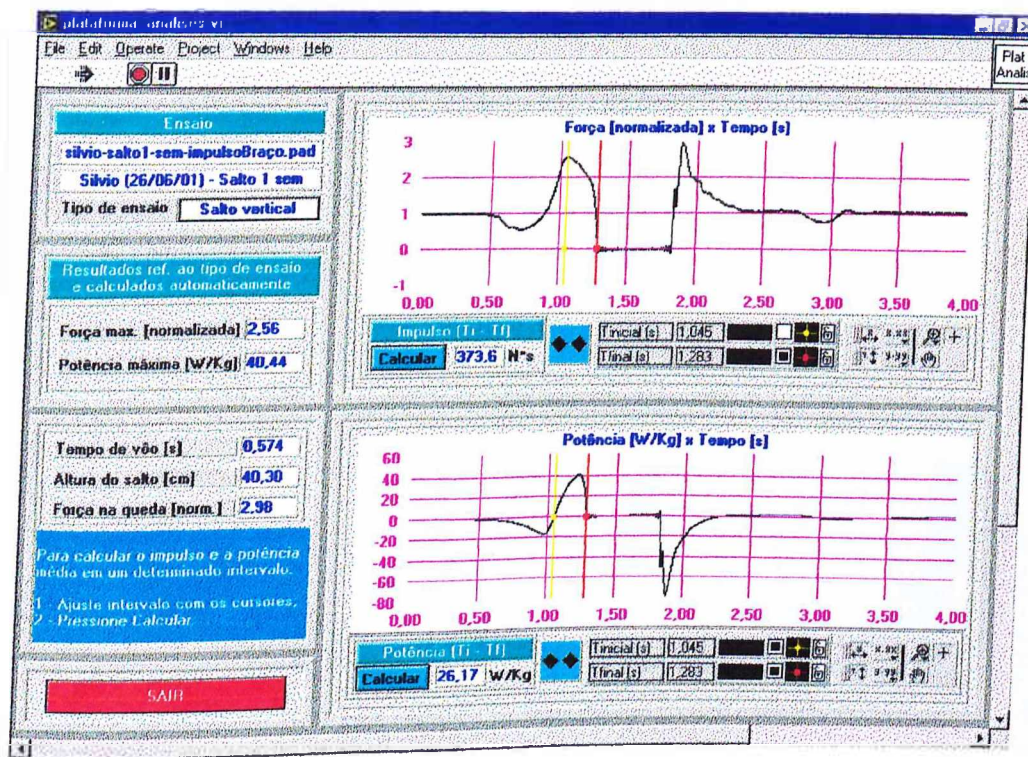 plataforma_analises vi
File Edit Operate Project Windows Help
Plat
Analis
Ensaio
silvio-salto1-sem-impulsoBraço.pad
Silvio (26/06/01) - Salto 1 sem
Tipo de ensaio Salto vertical
Resultados ref. ao tipo de ensaio
e calculados automaticamente
Força max. [normalizada] 2,56
Potência máxima [W/Kg] 40,44
Tempo de vôo [s] 0,574
Altura do salto [cm] 40,30
Força na queda [norm.] 2,98
Para calcular o impulso e a potência
média em um determinado intervalo:
1 - Ajuste intervalo com os cursores.
2 - Pressione Calcular
SAIR
Força [normalizada] x Tempo [s]
3
2
1
0
-1
0,00 0,50 1,00 1,50 2,00 2,50 3,00 3,50 4,00
Impulso (Ti - Tf)
Calcular 373.6 N*s
Tinicial (s) 1,045
Tfinal (s) 1,283
Potência [W/Kg] x Tempo [s]
60
40
20
0
-20
-40
-60
-80
0,00 0,50 1,00 1,50 2,00 2,50 3,00 3,50 4,00
Potência (Ti - Tf)
Calcular 26,17 W/Kg
Tinicial (s) 1,045
Tfinal (s) 1,283